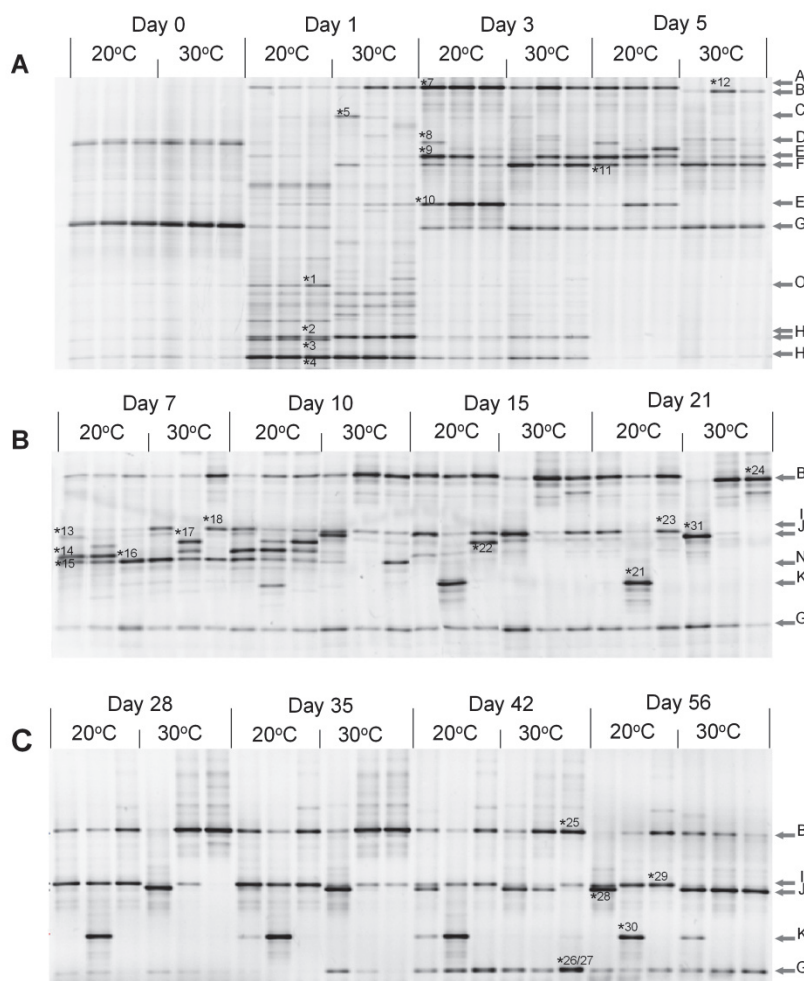 Day 0 Day 1 Day 3 Day 5
20°C 30°C 20°C 30°C 20°C 30°C 20°C 30°C
A
A
*7 *12 B
*5 C
*8 D
*9 E
*11 F
*10 E
G
*1 O
*2 H
*3
*4 H
Day 7 Day 10 Day 15 Day 21
B
20°C 30°C 20°C 30°C 20°C 30°C 20°C 30°C
*24 B
*18 I
*13 *17 *23 J
*14 *16 *22 *31
*15 N
*21 K
G
Day 28 Day 35 Day 42 Day 56
C
20°C 30°C 20°C 30°C 20°C 30°C 20°C 30°C
*25 B
*29 I
*28 J
*30 K
*26/27 G